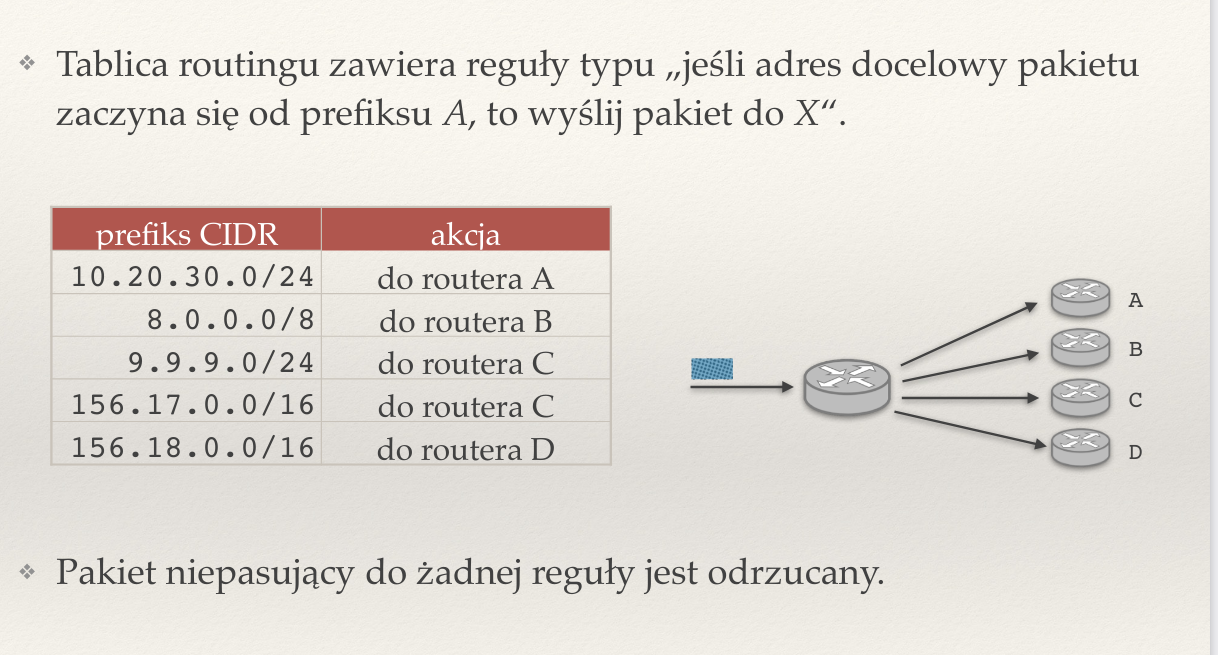 ❖ Tablica routingu zawiera reguły typu „jeśli adres docelowy pakietu
zaczyna się od prefiksu A, to wyślij pakiet do X“.
prefiks CIDR akcja
10.20.30.0/24 do routera A
8.0.0.0/8 do routera B
9.9.9.0/24 do routera C
156.17.0.0/16 do routera C
156.18.0.0/16 do routera D
A
B
C
D
❖ Pakiet niepasujący do żadnej reguły jest odrzucany.